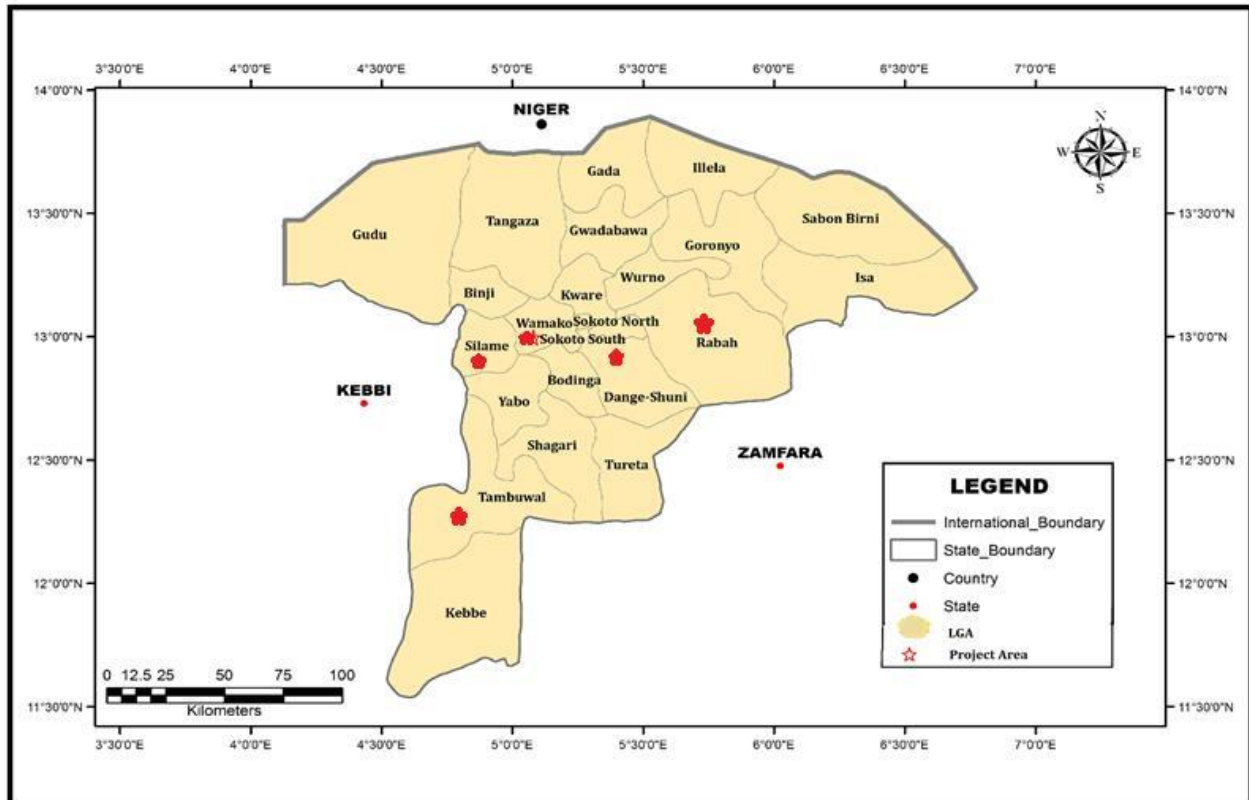 3°30'0"E 4°0'0"E 4°30'0"E 5°0'0"E 5°30'0"E 6°0'0"E 6°30'0"E 7°0'0"E
14°0'0"N 14°0'0"N
NIGER
N
W E
S
Gada
Illela
13°30'0"N 13°30'0"N
Sabon Birni
Tangaza
Gwadabawa
Gudu
Goronyo
Wurno
Isa
Binji
Kware
Wamako Sokoto North
13°0'0"N 13°0'0"N
Sokoto South
Silame
Rabah
Bodinga
KEBBI
Dange-Shuni
Yabo
Shagari
ZAMFARA
12°30'0"N 12°30'0"N
Tureta
Tambuwal
LEGEND
International_Boundary
State_Boundary
Country
State
LGA
Project Area
12°0'0"N 12°0'0"N
Kebbe
0 12.5 25 50 75 100
Kilometers
11°30'0"N 11°30'0"N
3°30'0"E 4°0'0"E 4°30'0"E 5°0'0"E 5°30'0"E 6°0'0"E 6°30'0"E 7°0'0"E